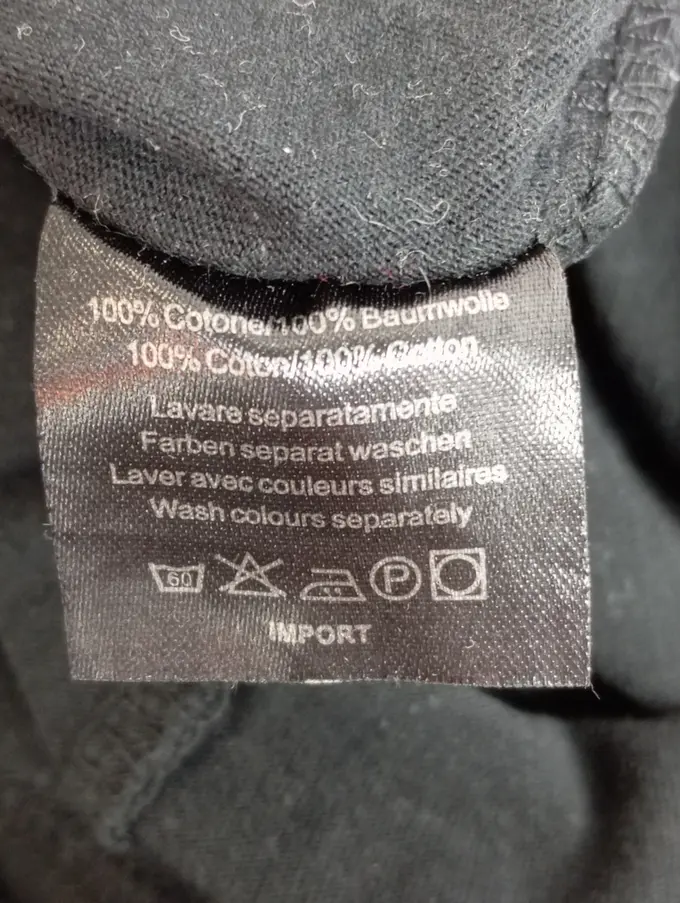 100% Cotone/100% Baumwolle
100% Coton/100% Cotton
Lavare separatamente
Farben separat waschen
Laver avec couleurs similaires
Wash colours separately
60 P
IMPORT